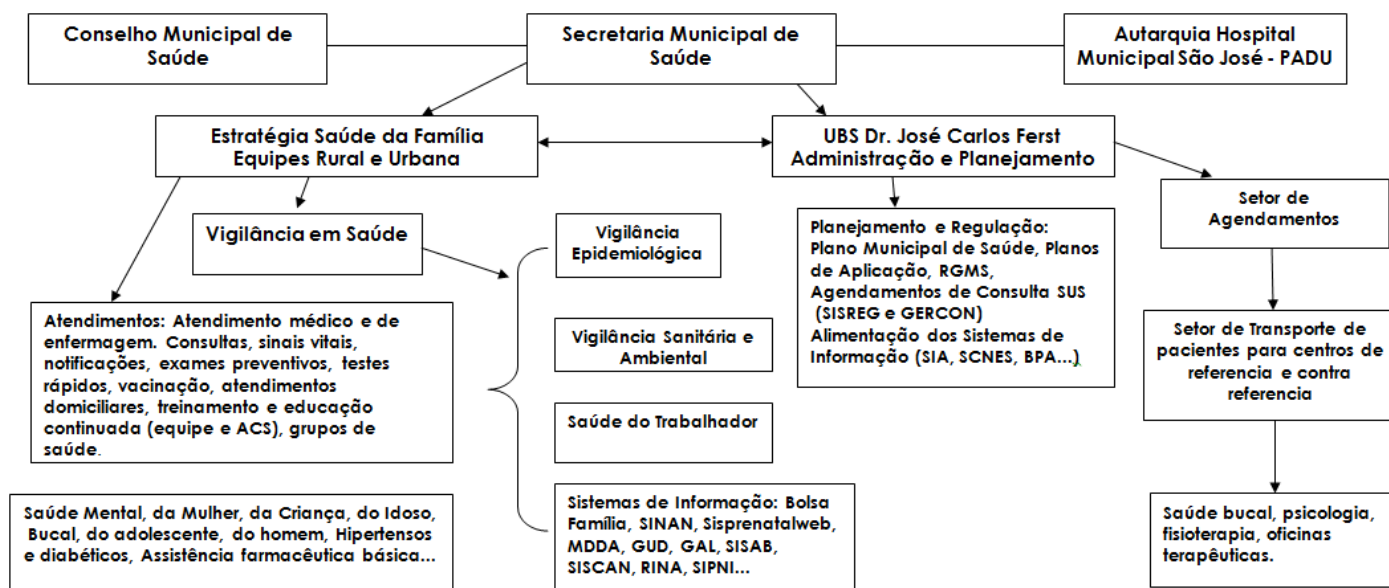 Conselho Municipal de
Saúde
Secretaria Municipal de
Saúde
Autarquia Hospital
Municipal São José - PADU
Estratégia Saúde da Família
Equipes Rural e Urbana
UBS Dr. José Carlos Ferst
Administração e Planejamento
Setor de
Agendamentos
Vigilância em Saúde
Vigilância
Epidemiológica
Planejamento e Regulação:
Plano Municipal de Saúde, Planos
de Aplicação, RGMS,
Agendamentos de Consulta SUS
(SISREG e GERCON)
Alimentação dos Sistemas de
Informação (SIA, SCNES, BPA...)
Atendimentos: Atendimento médico e de
enfermagem. Consultas, sinais vitais,
notificações, exames preventivos, testes
rápidos, vacinação, atendimentos
domiciliares, treinamento e educação
continuada (equipe e ACS), grupos de
saúde.
Vigilância Sanitária e
Ambiental
Setor de Transporte de
pacientes para centros de
referencia e contra
referencia
Saúde do Trabalhador
Saúde Mental, da Mulher, da Criança, do Idoso,
Bucal, do adolescente, do homem, Hipertensos
e diabéticos, Assistência farmacêutica básica...
Sistemas de Informação: Bolsa
Família, SINAN, Sisprenatalweb,
MDDA, GUD, GAL, SISAB,
SISCAN, RINA, SIPNI...
Saúde bucal, psicologia,
fisioterapia, oficinas
terapêuticas.